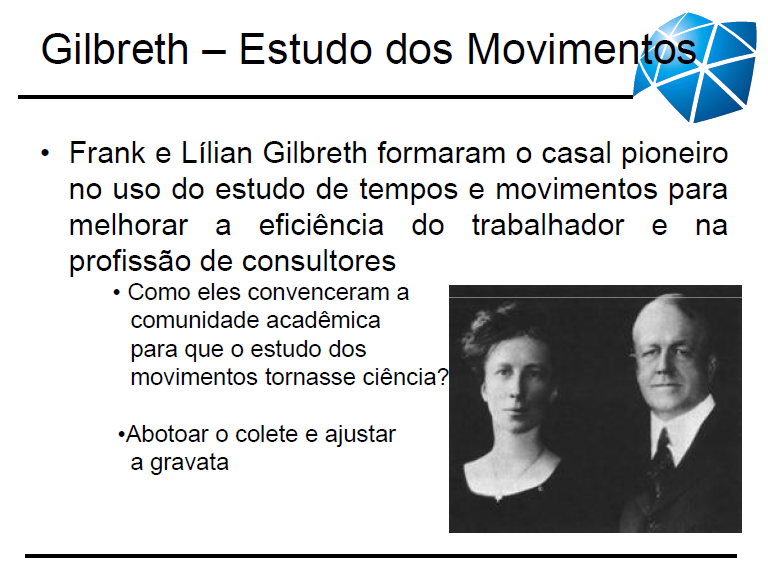 Gilbreth – Estudo dos Movimentos
• Frank e Lílian Gilbreth formaram o casal pioneiro
no uso do estudo de tempos e movimentos para
melhorar a eficiência do trabalhador e na
profissão de consultores
• Como eles convenceram a
comunidade acadêmica
para que o estudo dos
movimentos tornasse ciência?
•Abotoar o colete e ajustar
a gravata